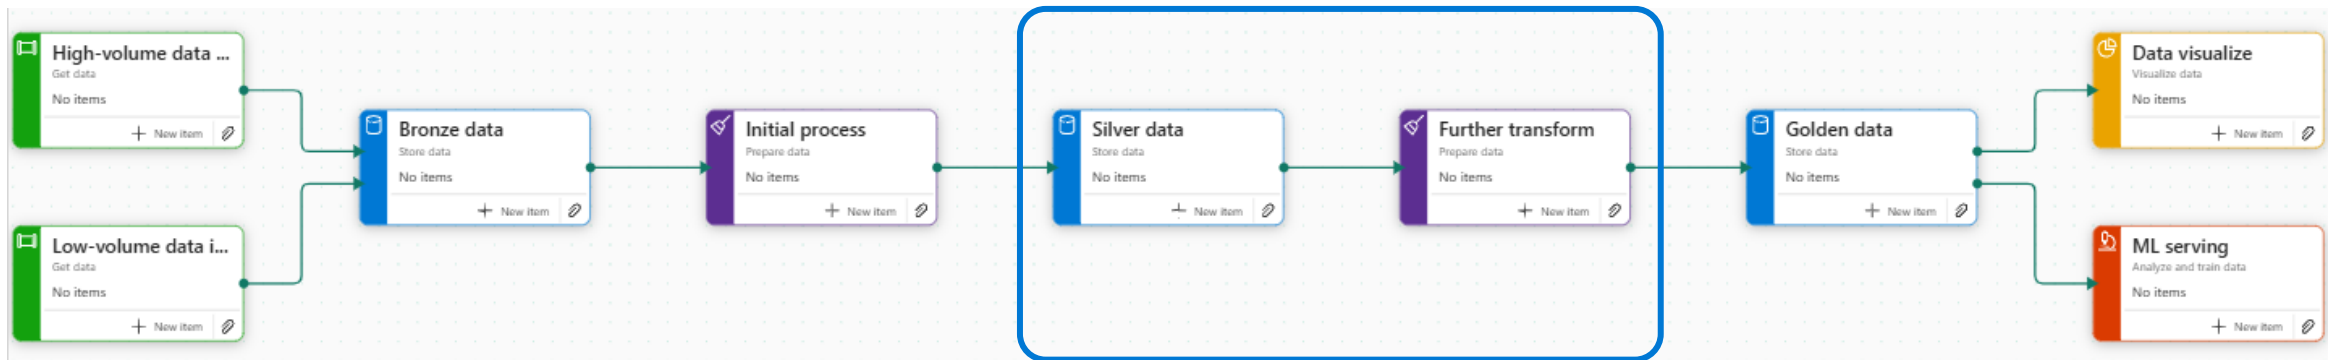 High-volume data ...
Get data
No items
New item
Low-volume data i...
Get data
No items
New item
Bronze data
Store data
No items
New item
Initial process
Prepare data
No items
New item
Silver data
Store data
No items
New item
Further transform
Prepare data
No items
New item
Golden data
Store data
No items
New item
Data visualize
Visualize data
No items
New item
ML serving
Analyze and train data
No items
New item